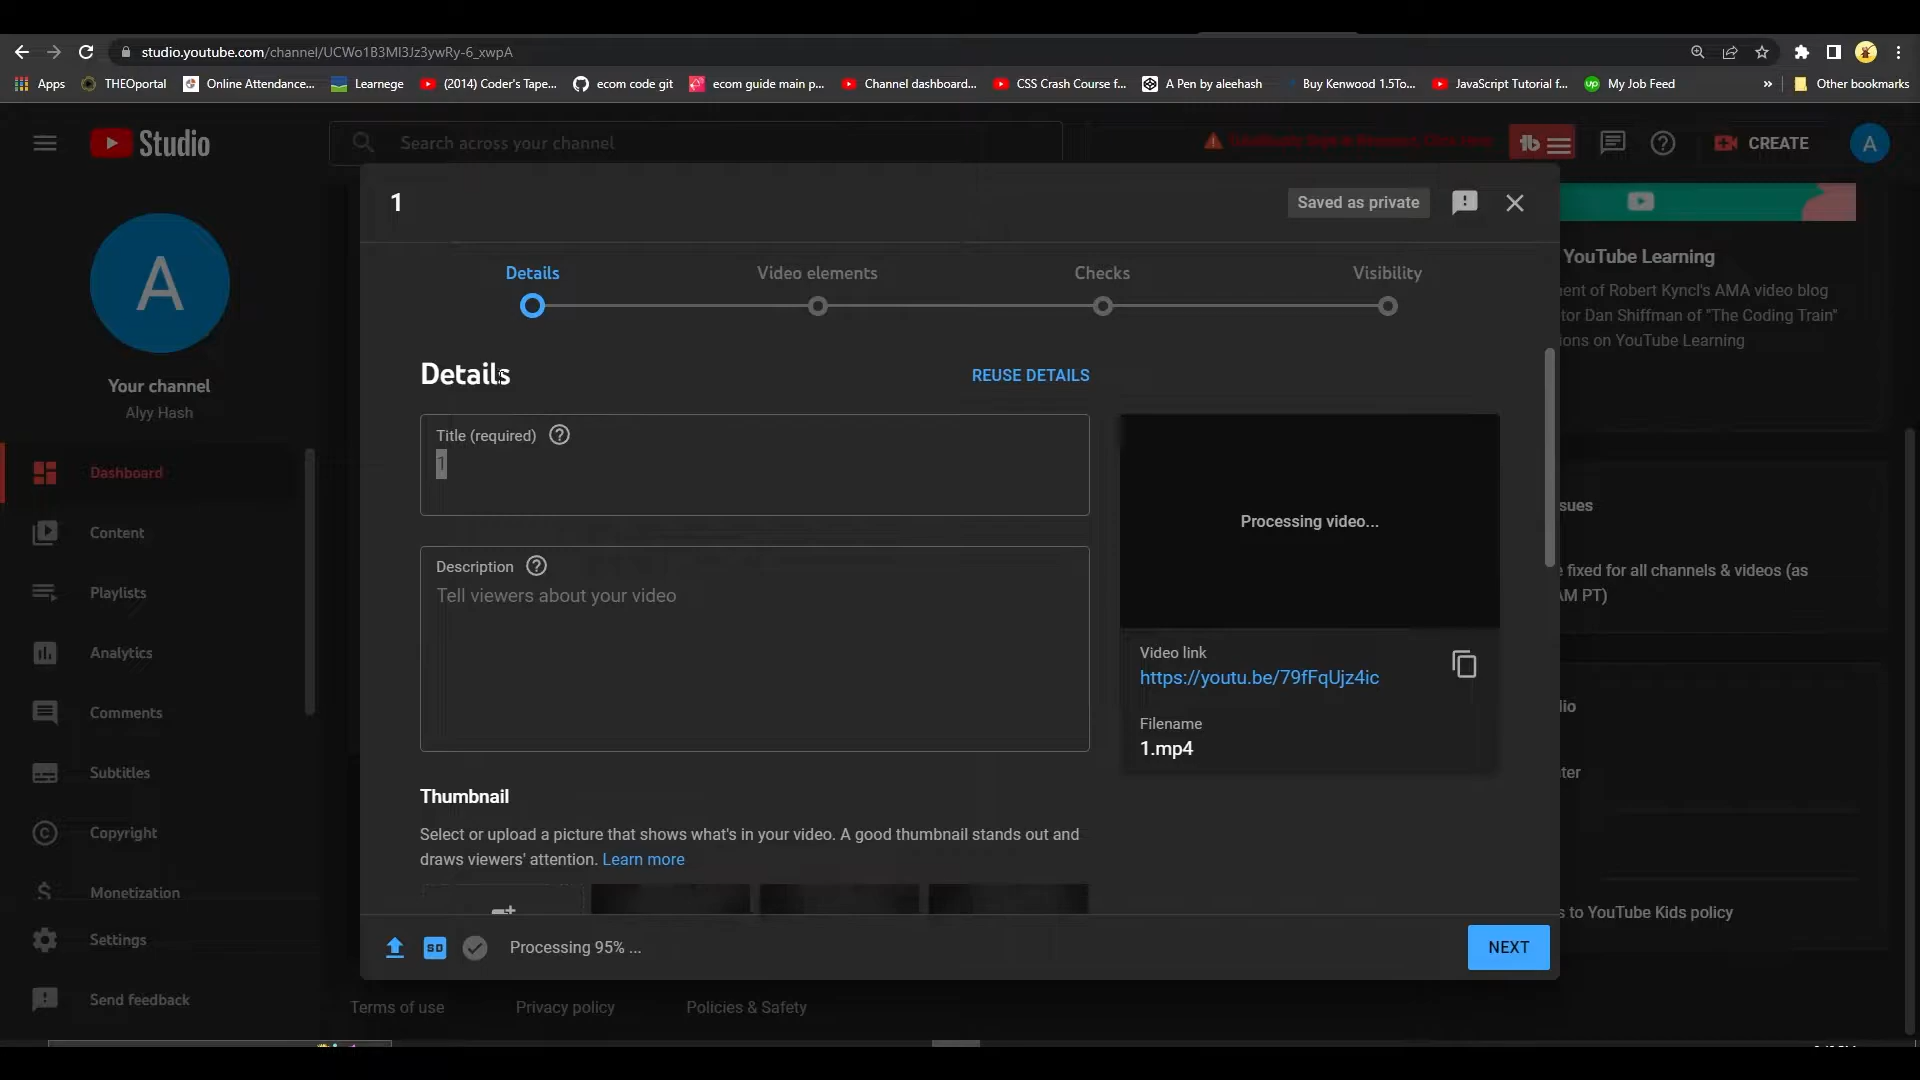 studio.youtube.com/channel/UCWo1B3MI3Jz3ywRy-6_xwpA
Apps THEOportal Online Attendance... Learnege (2014) Coder's Tape... ecom code git ecom guide main p... Channel dashboard... CSS Crash Course f... A Pen by aleehash Buy Kenwood 1.5To... JavaScript Tutorial f... My Job Feed » Other bookmarks
Studio
Search across your channel
CREATE
A
1
Saved as private
Details
Video elements
Checks
Visibility
A
Your channel
Alyy Hash
Dashboard
Content
Playlists
Analytics
Comments
Subtitles
Copyright
Monetization
Settings
Send feedback
Details
REUSE DETAILS
Title (required)
1
Description
Tell viewers about your video
Processing video...
Video link
https://youtu.be/79fFqUjz4ic
Filename
1.mp4
Thumbnail
Select or upload a picture that shows what's in your video. A good thumbnail stands out and
draws viewers' attention. Learn more
SD
Processing 95% ...
NEXT
YouTube Learning
ent of Robert Kyncl's AMA video blog
tor Dan Shiffman of "The Coding Train"
ions on YouTube Learning
sues
fixed for all channels & videos (as
AM PT)
dio
ter
s to YouTube Kids policy
Terms of use
Privacy policy
Policies & Safety